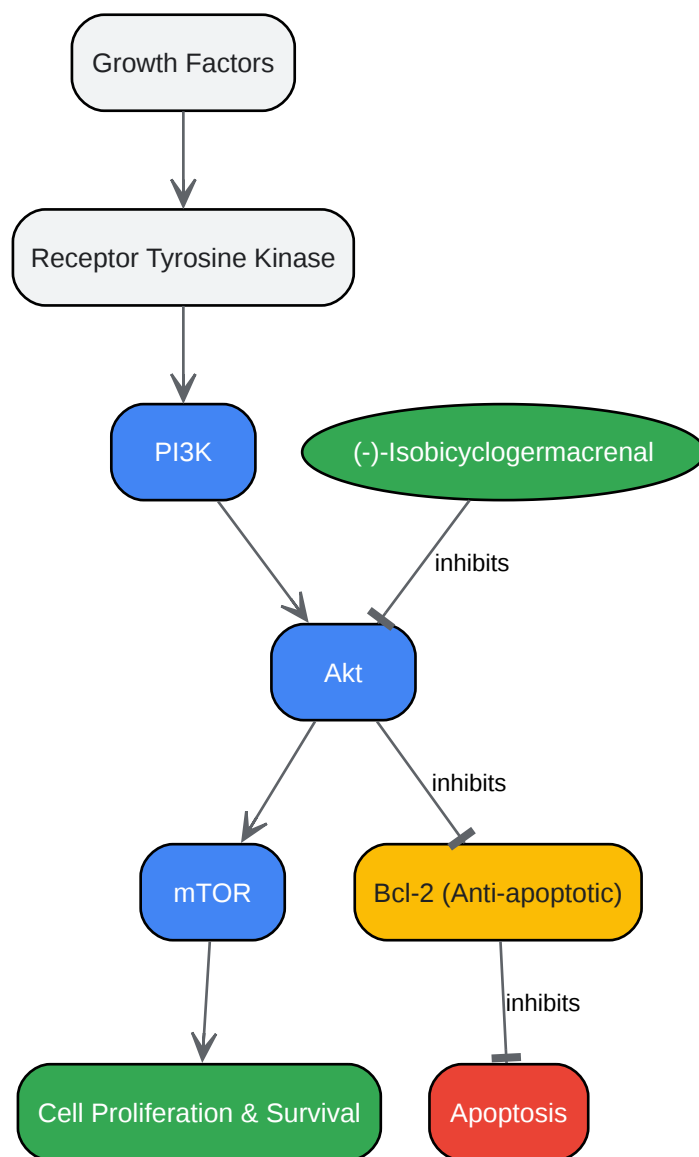 Growth Factors
Receptor Tyrosine Kinase
PI3K
(-)-Isobicyclogermacrenal
inhibits
Akt
inhibits
mTOR
Bcl-2 (Anti-apoptotic)
inhibits
Cell Proliferation & Survival
Apoptosis